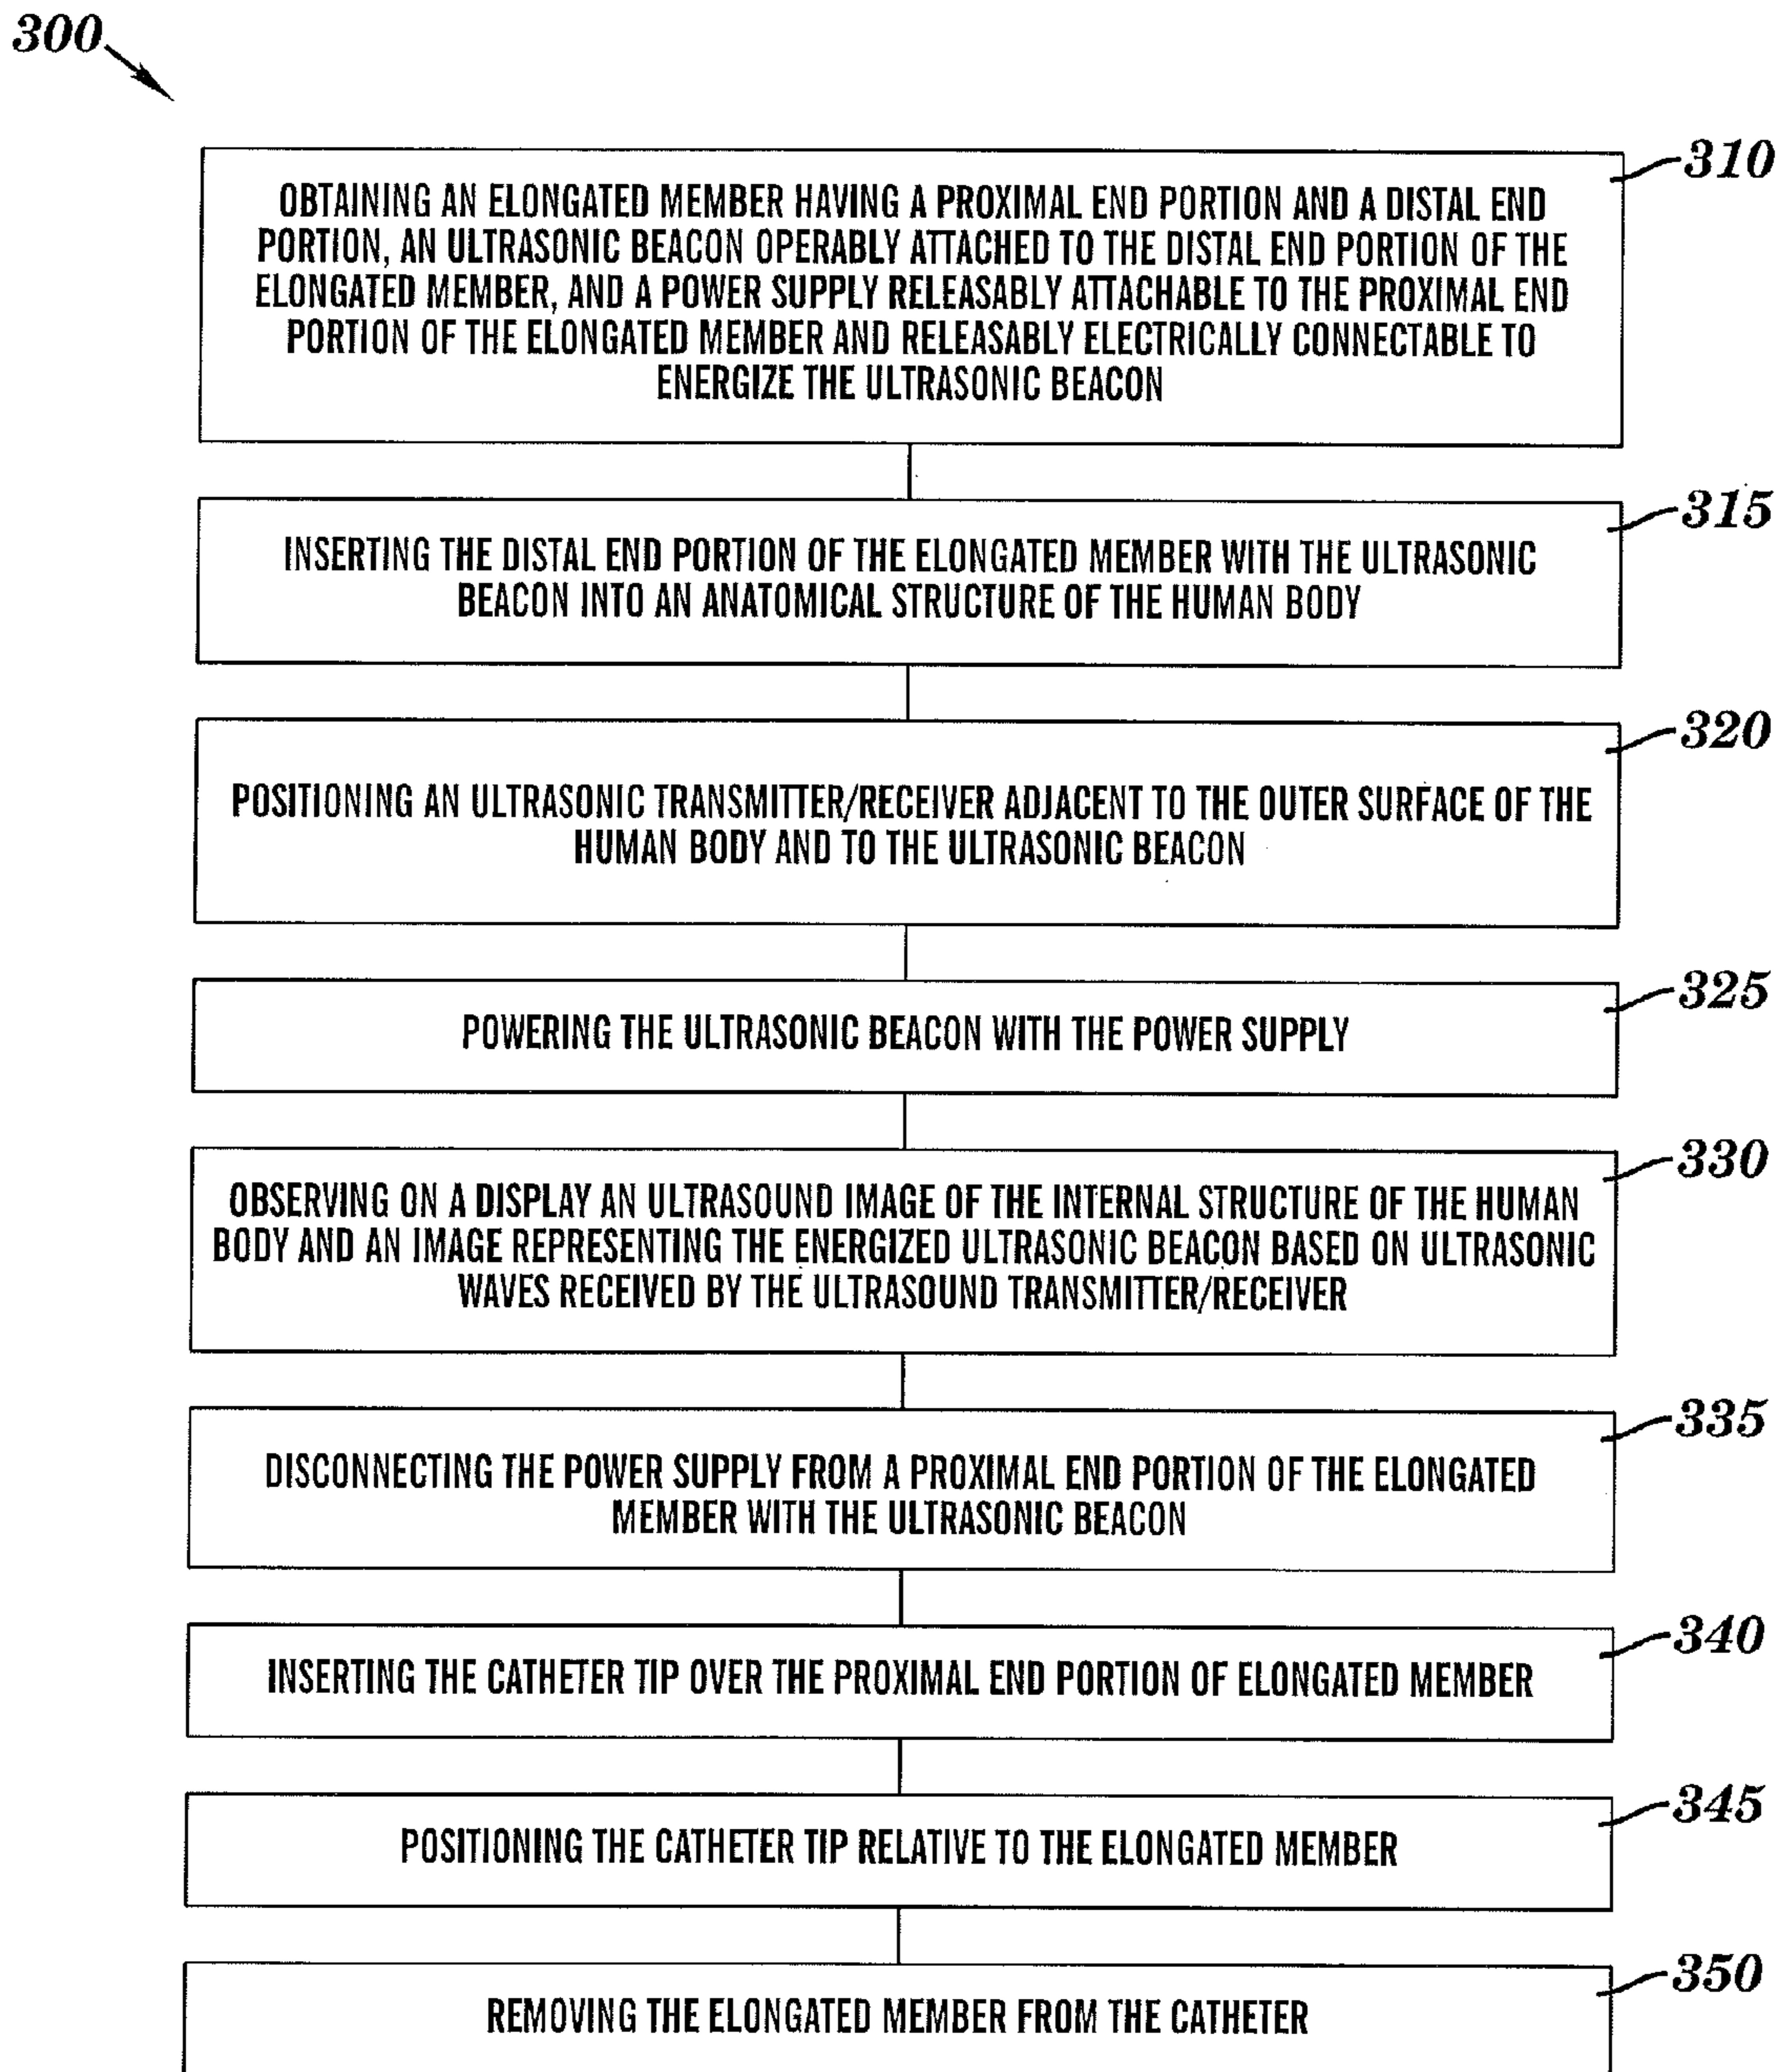 300
310
OBTAINING AN ELONGATED MEMBER HAVING A PROXIMAL END PORTION AND A DISTAL END
PORTION, AN ULTRASONIC BEACON OPERABLY ATTACHED TO THE DISTAL END PORTION OF THE
ELONGATED MEMBER, AND A POWER SUPPLY RELEASABLY ATTACHABLE TO THE PROXIMAL END
PORTION OF THE ELONGATED MEMBER AND RELEASABLY ELECTRICALLY CONNECTABLE TO
ENERGIZE THE ULTRASONIC BEACON
315
INSERTING THE DISTAL END PORTION OF THE ELONGATED MEMBER WITH THE ULTRASONIC
BEACON INTO AN ANATOMICAL STRUCTURE OF THE HUMAN BODY
320
POSITIONING AN ULTRASONIC TRANSMITTER/RECEIVER ADJACENT TO THE OUTER SURFACE OF THE
HUMAN BODY AND TO THE ULTRASONIC BEACON
325
POWERING THE ULTRASONIC BEACON WITH THE POWER SUPPLY
330
OBSERVING ON A DISPLAY AN ULTRASOUND IMAGE OF THE INTERNAL STRUCTURE OF THE HUMAN
BODY AND AN IMAGE REPRESENTING THE ENERGIZED ULTRASONIC BEACON BASED ON ULTRASONIC
WAVES RECEIVED BY THE ULTRASOUND TRANSMITTER/RECEIVER
335
DISCONNECTING THE POWER SUPPLY FROM A PROXIMAL END PORTION OF THE ELONGATED
MEMBER WITH THE ULTRASONIC BEACON
340
INSERTING THE CATHETER TIP OVER THE PROXIMAL END PORTION OF ELONGATED MEMBER
345
POSITIONING THE CATHETER TIP RELATIVE TO THE ELONGATED MEMBER
350
REMOVING THE ELONGATED MEMBER FROM THE CATHETER